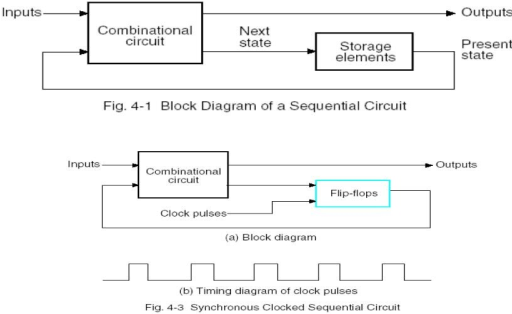 Inputs
Outputs
Combinational
circuit
Next
state
Storage
elements
Present
state
Fig. 4-1 Block Diagram of a Sequential Circuit
Inputs
Outputs
Combinational
circuit
Flip-flops
Clock pulses
(a) Block diagram
(b) Timing diagram of clock pulses
Fig. 4-3 Synchronous Clocked Sequential Circuit